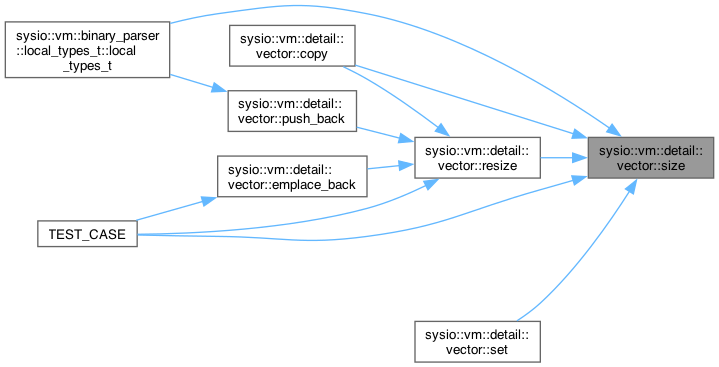 sysio::vm::binary_parser
::local_types_t::local
_types_t
sysio::vm::detail::
vector::copy
sysio::vm::detail::
vector::push_back
sysio::vm::detail::
vector::resize
sysio::vm::detail::
vector::size
sysio::vm::detail::
vector::emplace_back
TEST_CASE
sysio::vm::detail::
vector::set